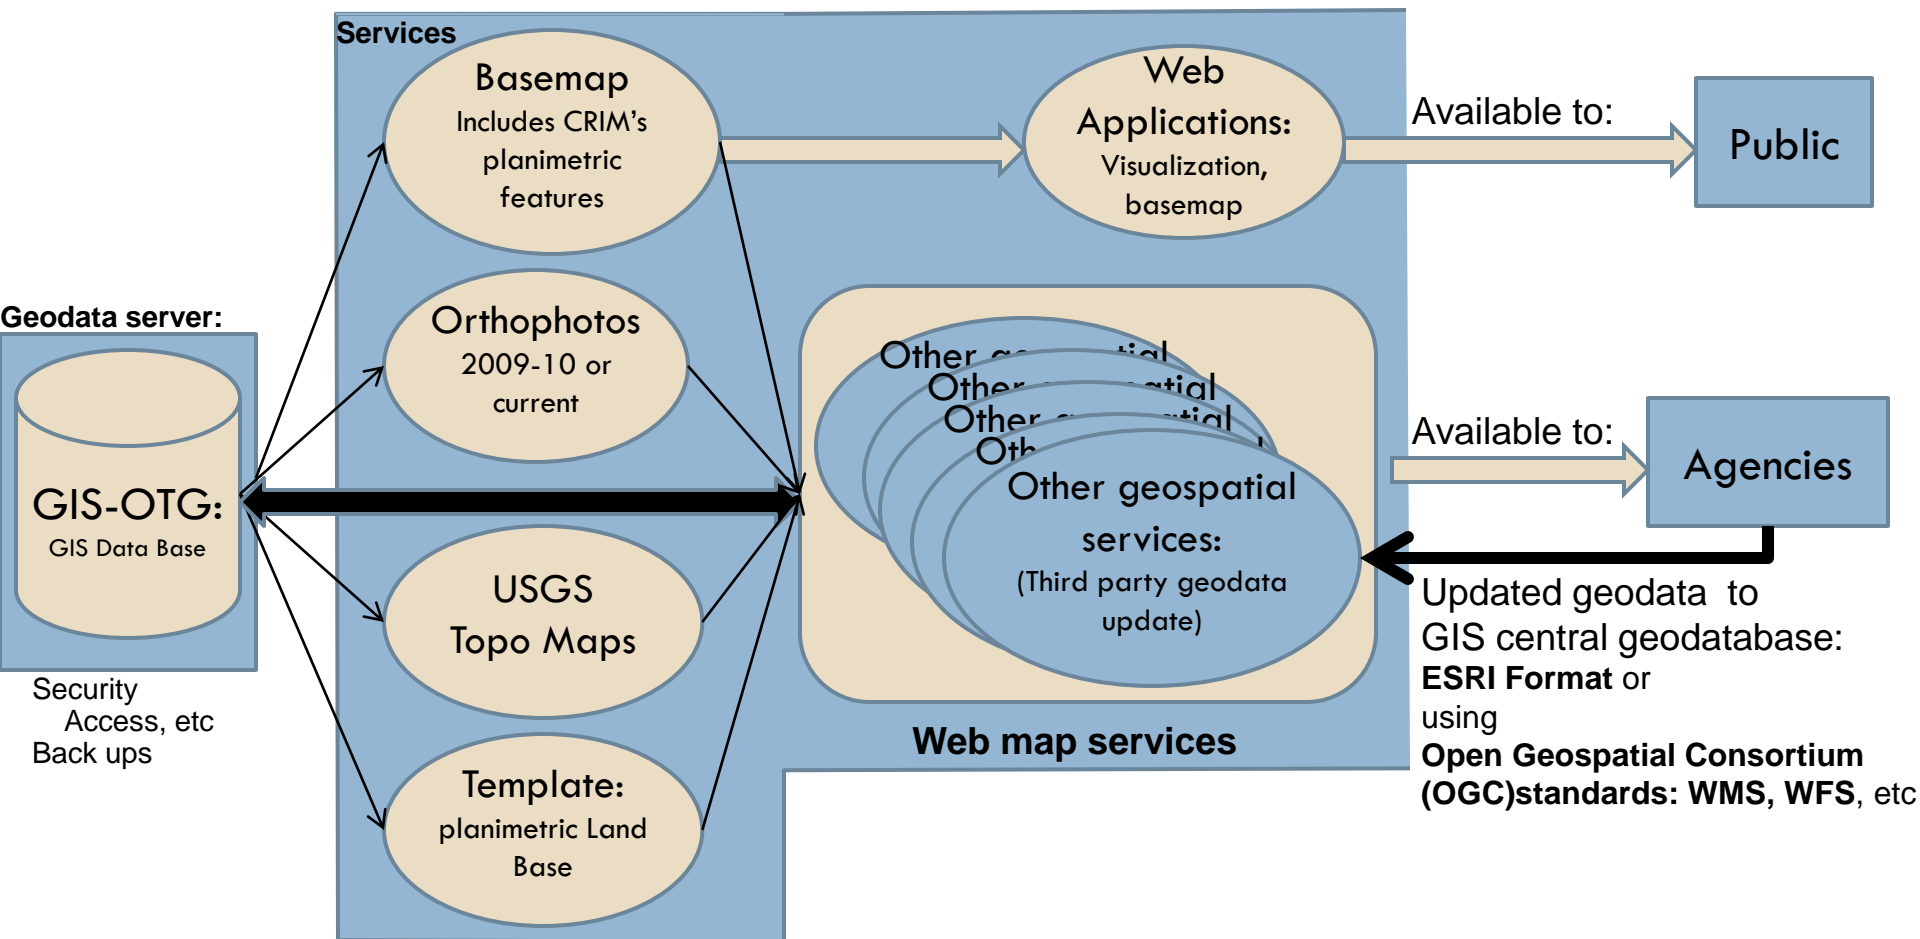 Services
Basemap
Includes CRIM's
planimetric
features
Web
Applications:
Visualization,
basemap
Available to:
Public
Geodata server:
GIS-OTG:
GIS Data Base
Security
Access, etc
Back ups
Orthophotos
2009-10 or
current
USGS
Topo Maps
Template:
planimetric Land
Base
Other
Other
Other
Other geospatial
services:
(Third party geodata
update)
Web map services
Available to:
Agencies
Updated geodata to
GIS central geodatabase:
ESRI Format or
using
Open Geospatial Consortium
(OGC)standards: WMS, WFS, etc